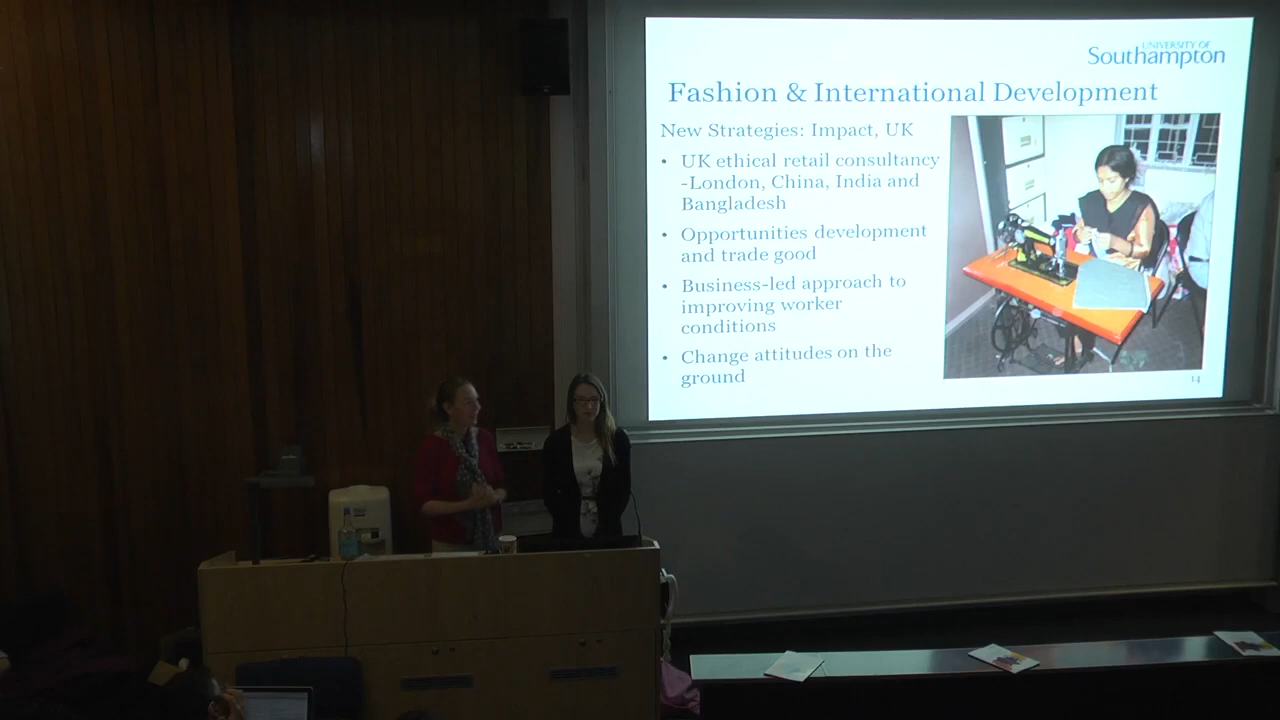 UNIVERSITY OF
Southampton
Fashion & International Development
New Strategies: Impact, UK
• UK ethical retail consultancy
-London, China, India and
Bangladesh
• Opportunities development
and trade good
• Business-led approach to
improving worker
conditions
• Change attitudes on the
ground
14